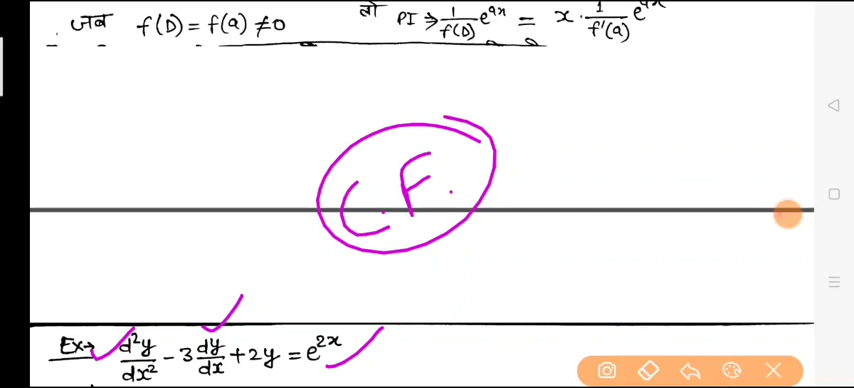 जब f(D) = f(a) ≠ 0 तो PI ⇒ 1/f(D) e^ax = x · 1/f'(a) e^ax
C.F.
Ex→ d²y/dx² - 3 dy/dx + 2y = e^2x